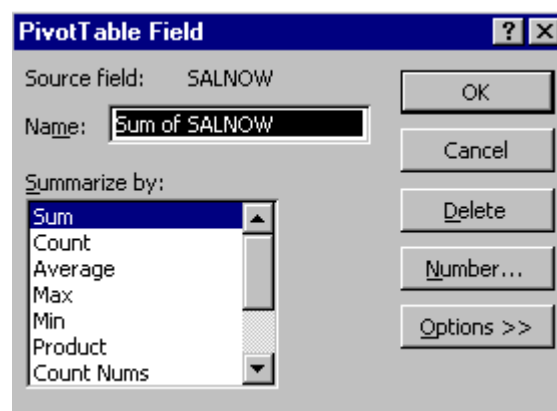 PivotTable Field
Source field: SALNOW
Name: Sum of SALNOW
Summarize by:
Sum
Count
Average
Max
Min
Product
Count Nums
OK
Cancel
Delete
Number...
Options >>